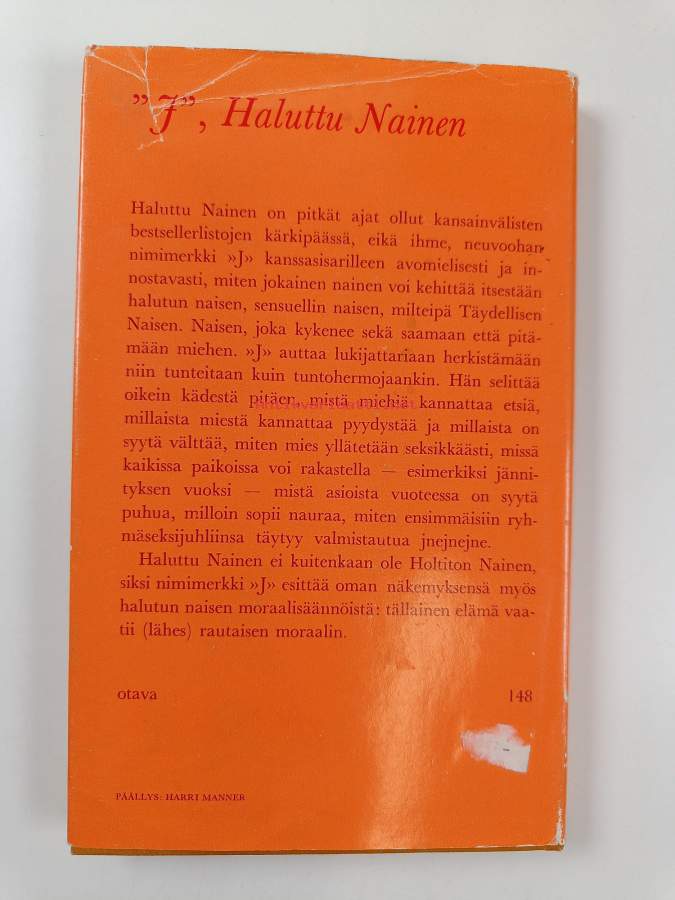 ”J”, Haluttu Nainen
Haluttu Nainen on pitkät ajat ollut kansainvälisten
bestsellerlistojen kärkipäässä, eikä ihme, neuvoohan
nimimerkki »J» kanssasisarilleen avomielisesti ja in-
nostavasti, miten jokainen nainen voi kehittää itsestään
halutun naisen, sensuellin naisen, milteipä Täydellisen
Naisen. Naisen, joka kykenee sekä saamaan että pitä-
mään miehen. »J» auttaa lukijattariaan herkistämään
niin tunteitaan kuin tuntohermojaankin. Hän selittää
oikein kädestä pitäen, mistä miehiä kannattaa etsiä,
millaista miestä kannattaa pyydystää ja millaista on
syytä välttää, miten mies yllätetään seksikkäästi, missä
kaikissa paikoissa voi rakastella — esimerkiksi jänni-
tyksen vuoksi — mistä asioista vuoteessa on syytä
puhua, milloin sopii nauraa, miten ensimmäisiin ryh-
mäseksijuhliinsa täytyy valmistautua jnejnejne.
Haluttu Nainen ei kuitenkaan ole Holtiton Nainen,
siksi nimimerkki »J» esittää oman näkemyksensä myös
halutun naisen moraalisäännöistä: tällainen elämä vaa-
tii (lähes) rautaisen moraalin.
otava 148
PÄÄLLYS: HARRI MANNER